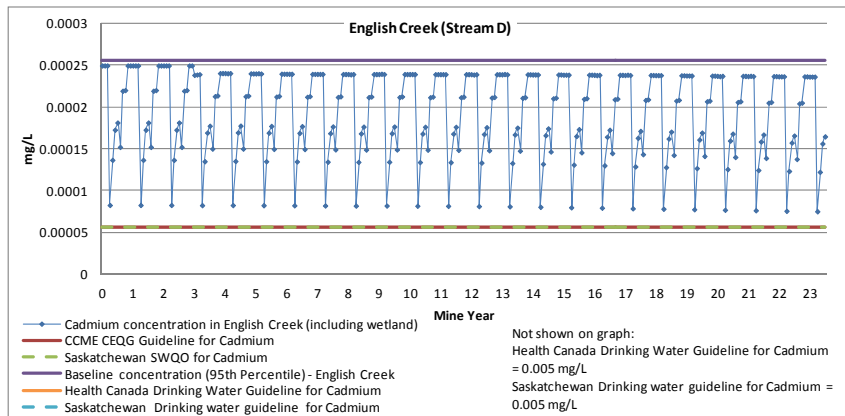 English Creek (Stream D)
0.0003
0.00025
0.0002
0.00015
0.0001
0.00005
0
mg/L
0 1 2 3 4 5 6 7 8 9 10 11 12 13 14 15 16 17 18 19 20 21 22 23
Mine Year
Cadmium concentration in English Creek (including wetland)
CCME CEQG Guideline for Cadmium
Saskatchewan SWQO for Cadmium
Baseline concentration (95th Percentile) - English Creek
Health Canada Drinking Water Guideline for Cadmium
Saskatchewan Drinking water guideline for Cadmium
Not shown on graph:
Health Canada Drinking Water Guideline for Cadmium
= 0.005 mg/L
Saskatchewan Drinking water guideline for Cadmium =
0.005 mg/L